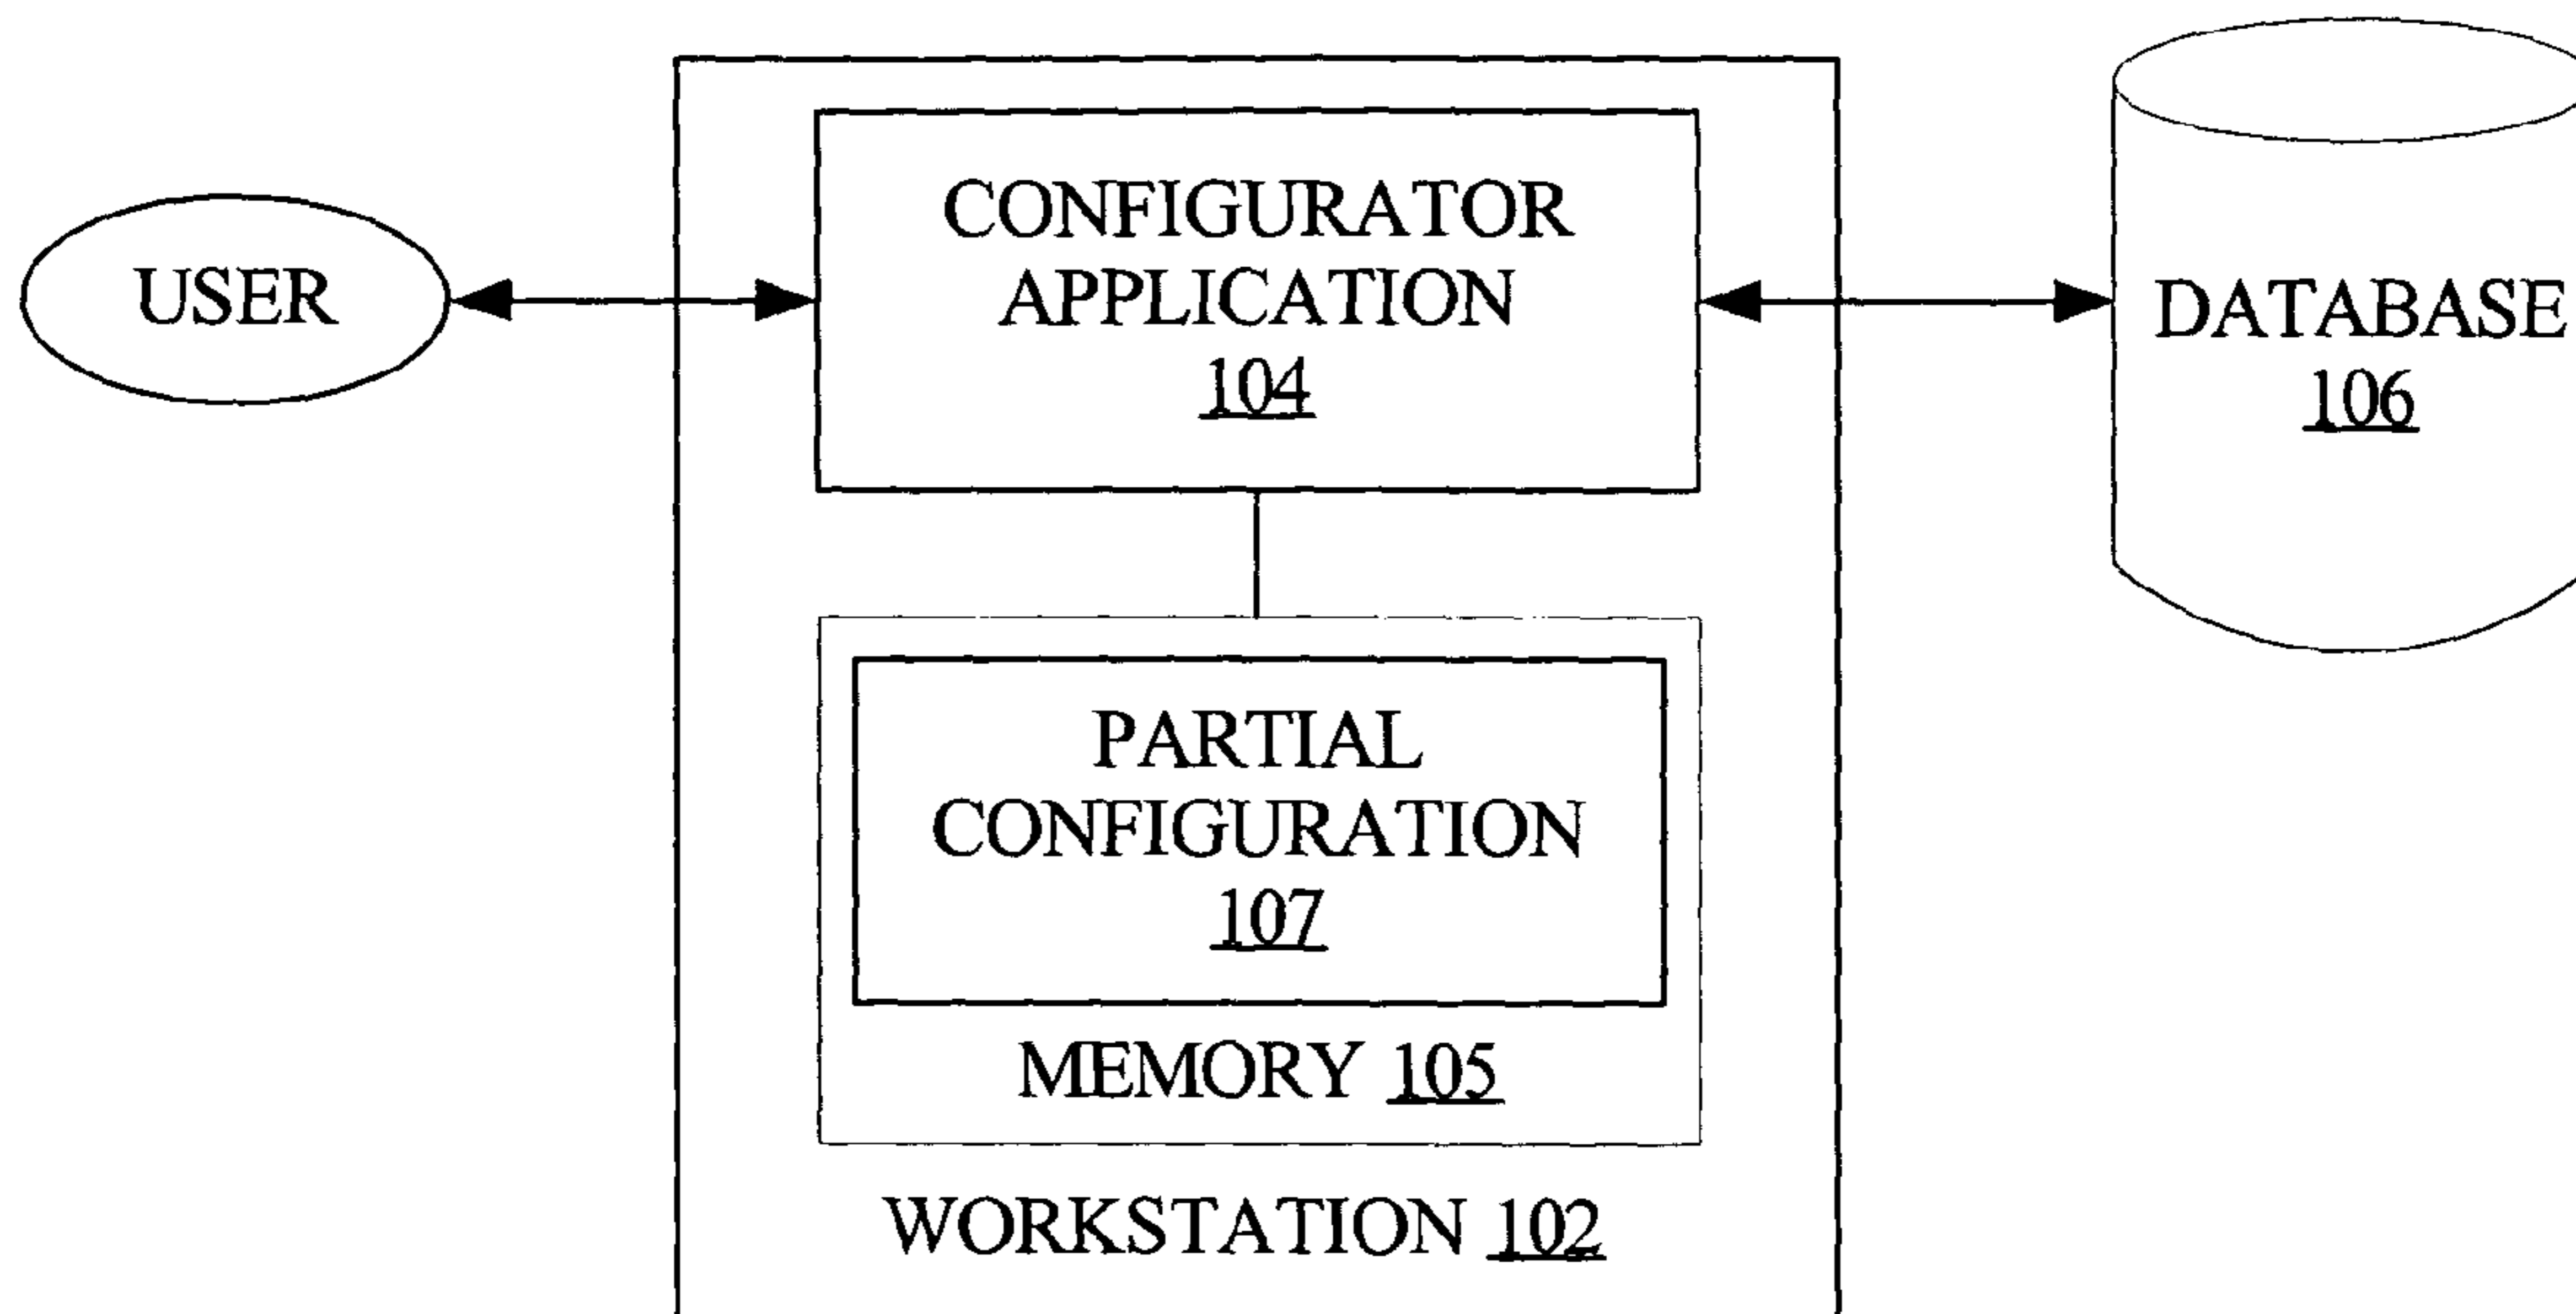 USER
CONFIGURATOR
APPLICATION
104
DATABASE
106
PARTIAL
CONFIGURATION
107
MEMORY 105
WORKSTATION 102